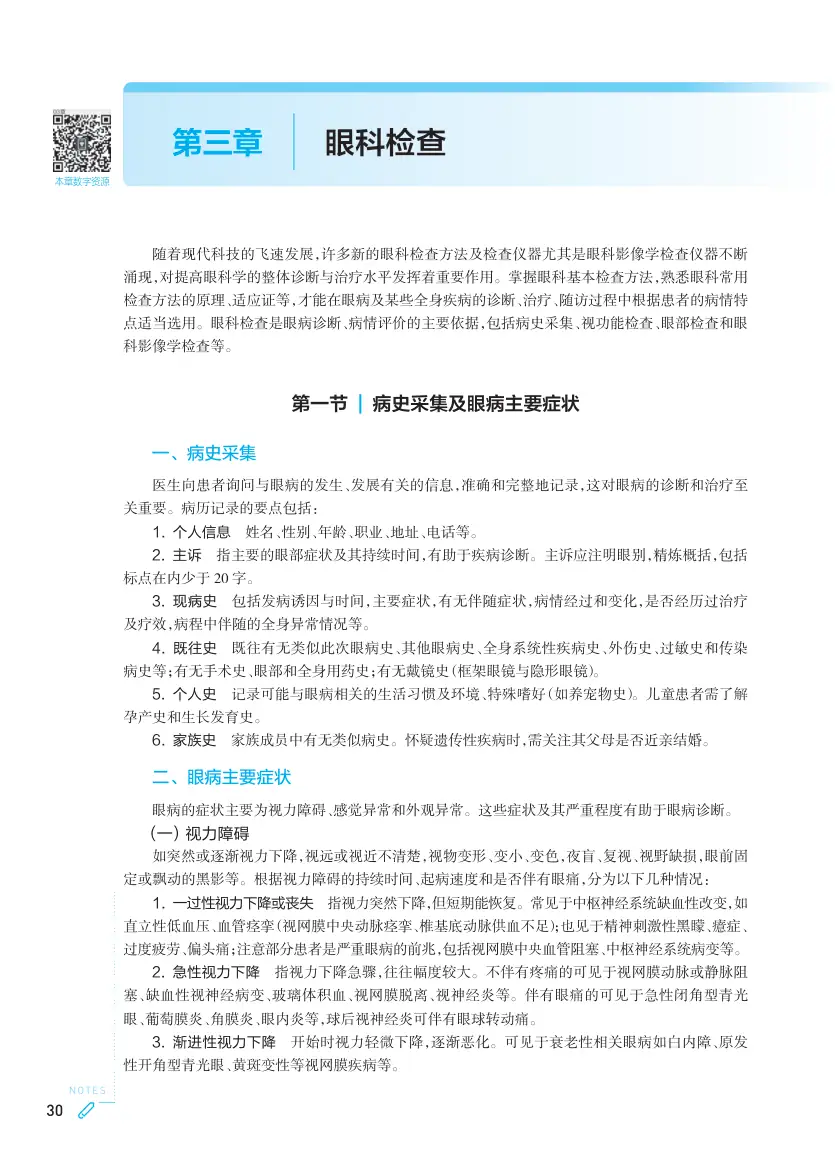 本章数字资源
第三章
眼科检查
随着现代科技的飞速发展,许多新的眼科检查方法及检查仪器尤其是眼科影像学检查仪器不断
涌现,对提高眼科学的整体诊断与治疗水平发挥着重要作用。掌握眼科基本检查方法,熟悉眼科常用
检查方法的原理、适应证等,才能在眼病及某些全身疾病的诊断、治疗、随访过程中根据患者的病情特
点适当选用。眼科检查是眼病诊断、病情评价的主要依据,包括病史采集、视功能检查、眼部检查和眼
科影像学检查等。
第一节 | 病史采集及眼病主要症状
一、病史采集
医生向患者询问与眼病的发生、发展有关的信息,准确和完整地记录,这对眼病的诊断和治疗至
关重要。病历记录的要点包括:
1. 个人信息 姓名、性别、年龄、职业、地址、电话等。
2. 主诉 指主要的眼部症状及其持续时间,有助于疾病诊断。主诉应注明眼别,精炼概括,包括
标点在内少于 20 字。
3. 现病史 包括发病诱因与时间,主要症状,有无伴随症状,病情经过和变化,是否经历过治疗
及疗效,病程中伴随的全身异常情况等。
4. 既往史 既往有无类似此次眼病史、其他眼病史、全身系统性疾病史、外伤史、过敏史和传染
病史等;有无手术史、眼部和全身用药史;有无戴镜史(框架眼镜与隐形眼镜)。
5. 个人史 记录可能与眼病相关的生活习惯及环境、特殊嗜好(如养宠物史)。儿童患者需了解
孕产史和生长发育史。
6. 家族史 家族成员中有无类似病史。怀疑遗传性疾病时,需关注其父母是否近亲结婚。
二、眼病主要症状
眼病的症状主要为视力障碍、感觉异常和外观异常。这些症状及其严重程度有助于眼病诊断。
(一) 视力障碍
如突然或逐渐视力下降,视远或视近不清楚,视物变形、变小、变色,夜盲、复视、视野缺损,眼前固
定或飘动的黑影等。根据视力障碍的持续时间、起病速度和是否伴有眼痛,分为以下几种情况:
1. 一过性视力下降或丧失 指视力突然下降,但短期能恢复。常见于中枢神经系统缺血性改变,如
直立性低血压、血管痉挛(视网膜中央动脉痉挛、椎基底动脉供血不足);也见于精神刺激性黑矇、癔症、
过度疲劳、偏头痛;注意部分患者是严重眼病的前兆,包括视网膜中央血管阻塞、中枢神经系统病变等。
2. 急性视力下降 指视力下降急骤,往往幅度较大。不伴有疼痛的可见于视网膜动脉或静脉阻
塞、缺血性视神经病变、玻璃体积血、视网膜脱离、视神经炎等。伴有眼痛的可见于急性闭角型青光
眼、葡萄膜炎、角膜炎、眼内炎等,球后视神经炎可伴有眼球转动痛。
3. 渐进性视力下降 开始时视力轻微下降,逐渐恶化。可见于衰老性相关眼病如白内障、原发
性开角型青光眼、黄斑变性等视网膜疾病等。
NOTES
30